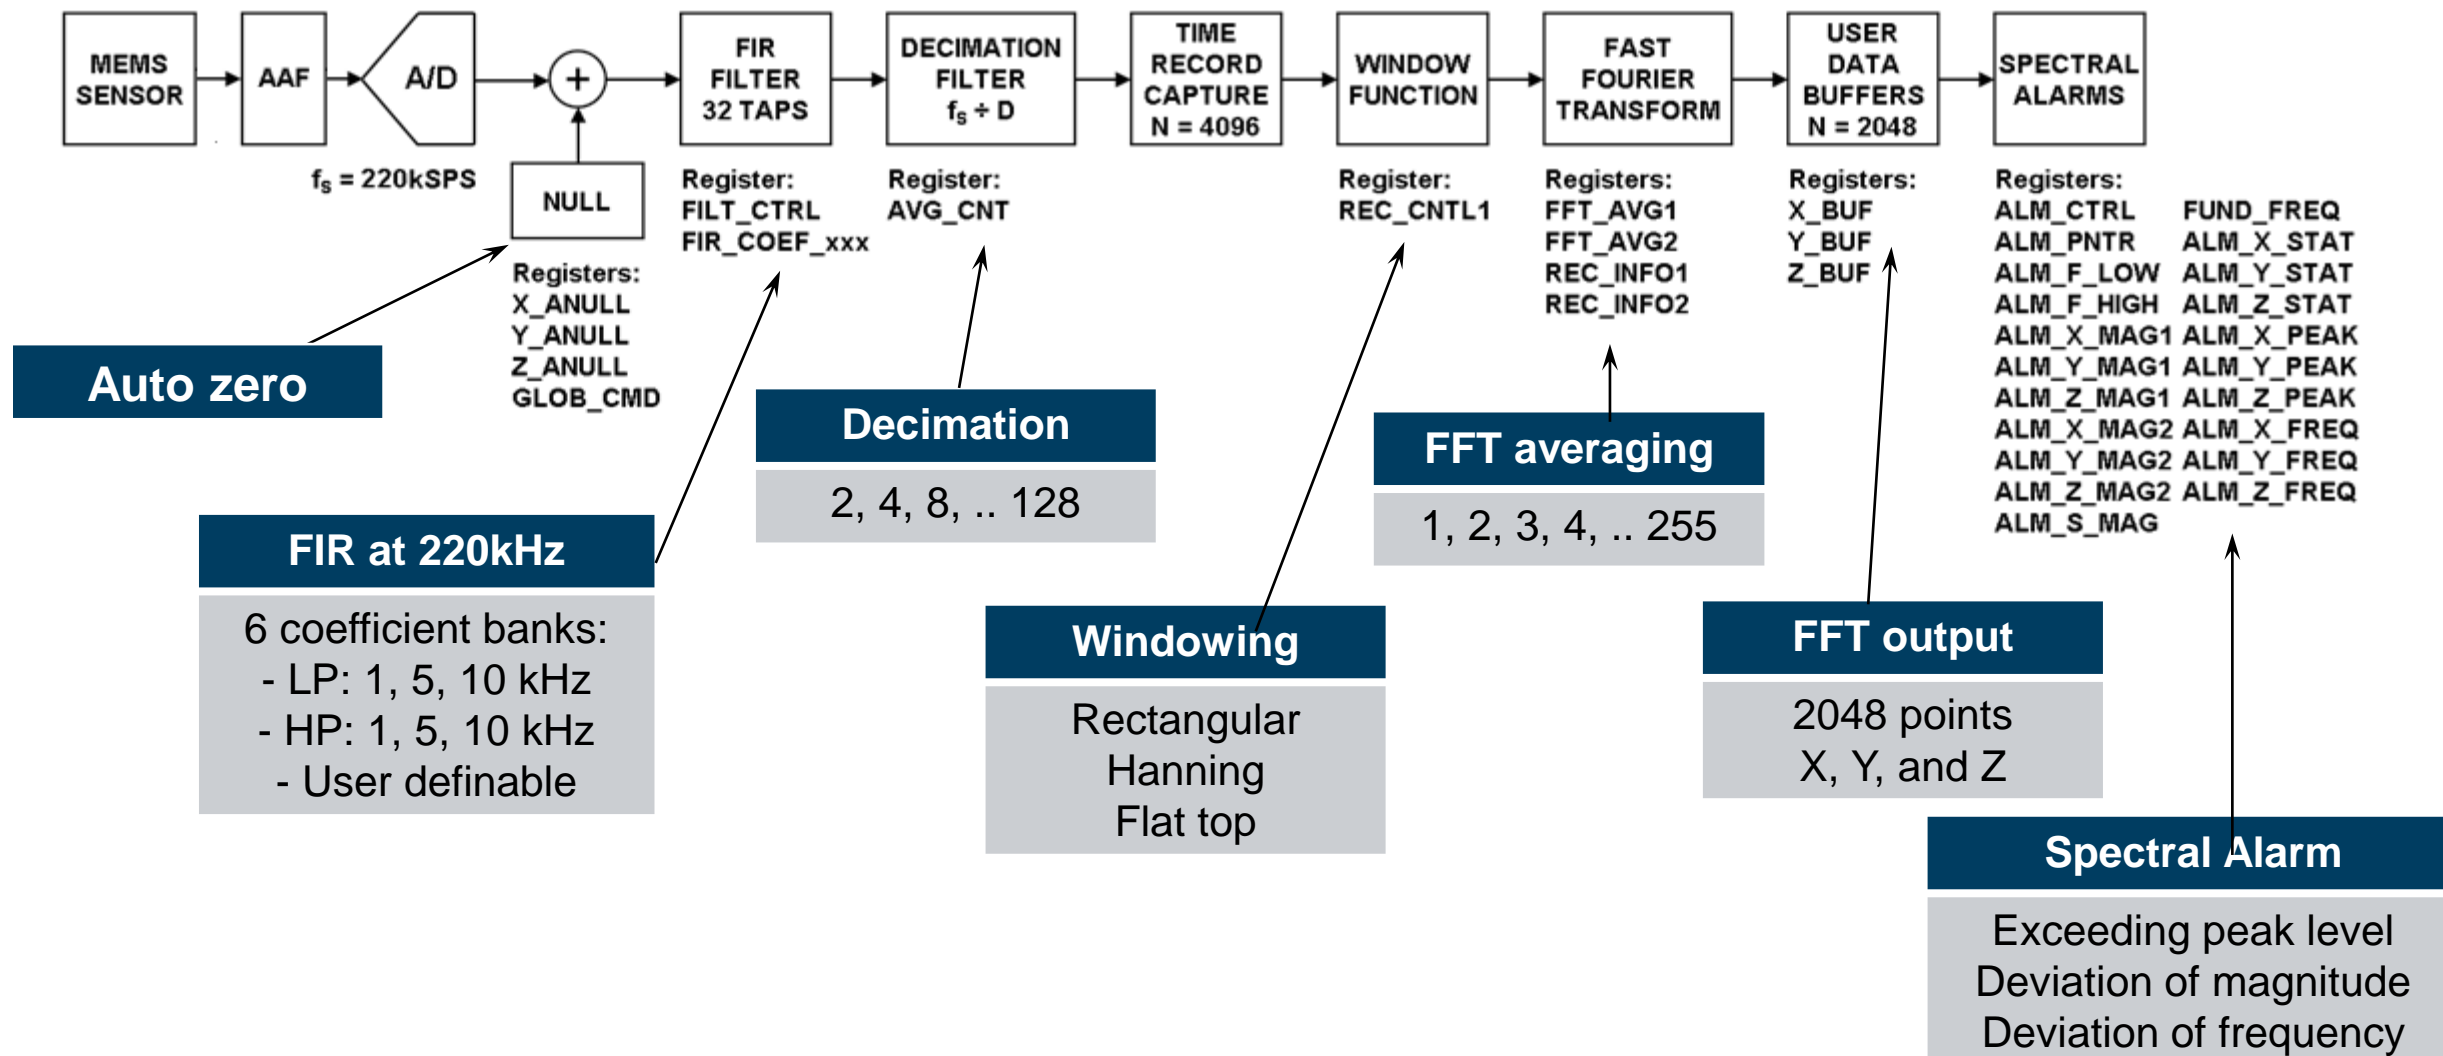 MEMS
SENSOR
AAF
A/D
+
FIR
FILTER
32 TAPS
DECIMATION
FILTER
fs ÷ D
TIME
RECORD
CAPTURE
N = 4096
WINDOW
FUNCTION
FAST
FOURIER
TRANSFORM
USER
DATA
BUFFERS
N = 2048
SPECTRAL
ALARMS
fs = 220kSPS
NULL
Registers:
X_ANULL
Y_ANULL
Z_ANULL
GLOB_CMD
Register:
FILT_CTRL
FIR_COEF_xxx
Register:
AVG_CNT
Register:
REC_CNTL1
Registers:
FFT_AVG1
FFT_AVG2
REC_INFO1
REC_INFO2
Registers:
X_BUF
Y_BUF
Z_BUF
Registers:
ALM_CTRL FUND_FREQ
ALM_PNTR ALM_X_STAT
ALM_F_LOW ALM_Y_STAT
ALM_F_HIGH ALM_Z_STAT
ALM_X_MAG1 ALM_X_PEAK
ALM_Y_MAG1 ALM_Y_PEAK
ALM_Z_MAG1 ALM_Z_PEAK
ALM_X_MAG2 ALM_X_FREQ
ALM_Y_MAG2 ALM_Y_FREQ
ALM_Z_MAG2 ALM_Z_FREQ
ALM_S_MAG
Auto zero
FIR at 220kHz
6 coefficient banks:
- LP: 1, 5, 10 kHz
- HP: 1, 5, 10 kHz
- User definable
Decimation
2, 4, 8, .. 128
Windowing
Rectangular
Hanning
Flat top
FFT averaging
1, 2, 3, 4, .. 255
FFT output
2048 points
X, Y, and Z
Spectral Alarm
Exceeding peak level
Deviation of magnitude
Deviation of frequency